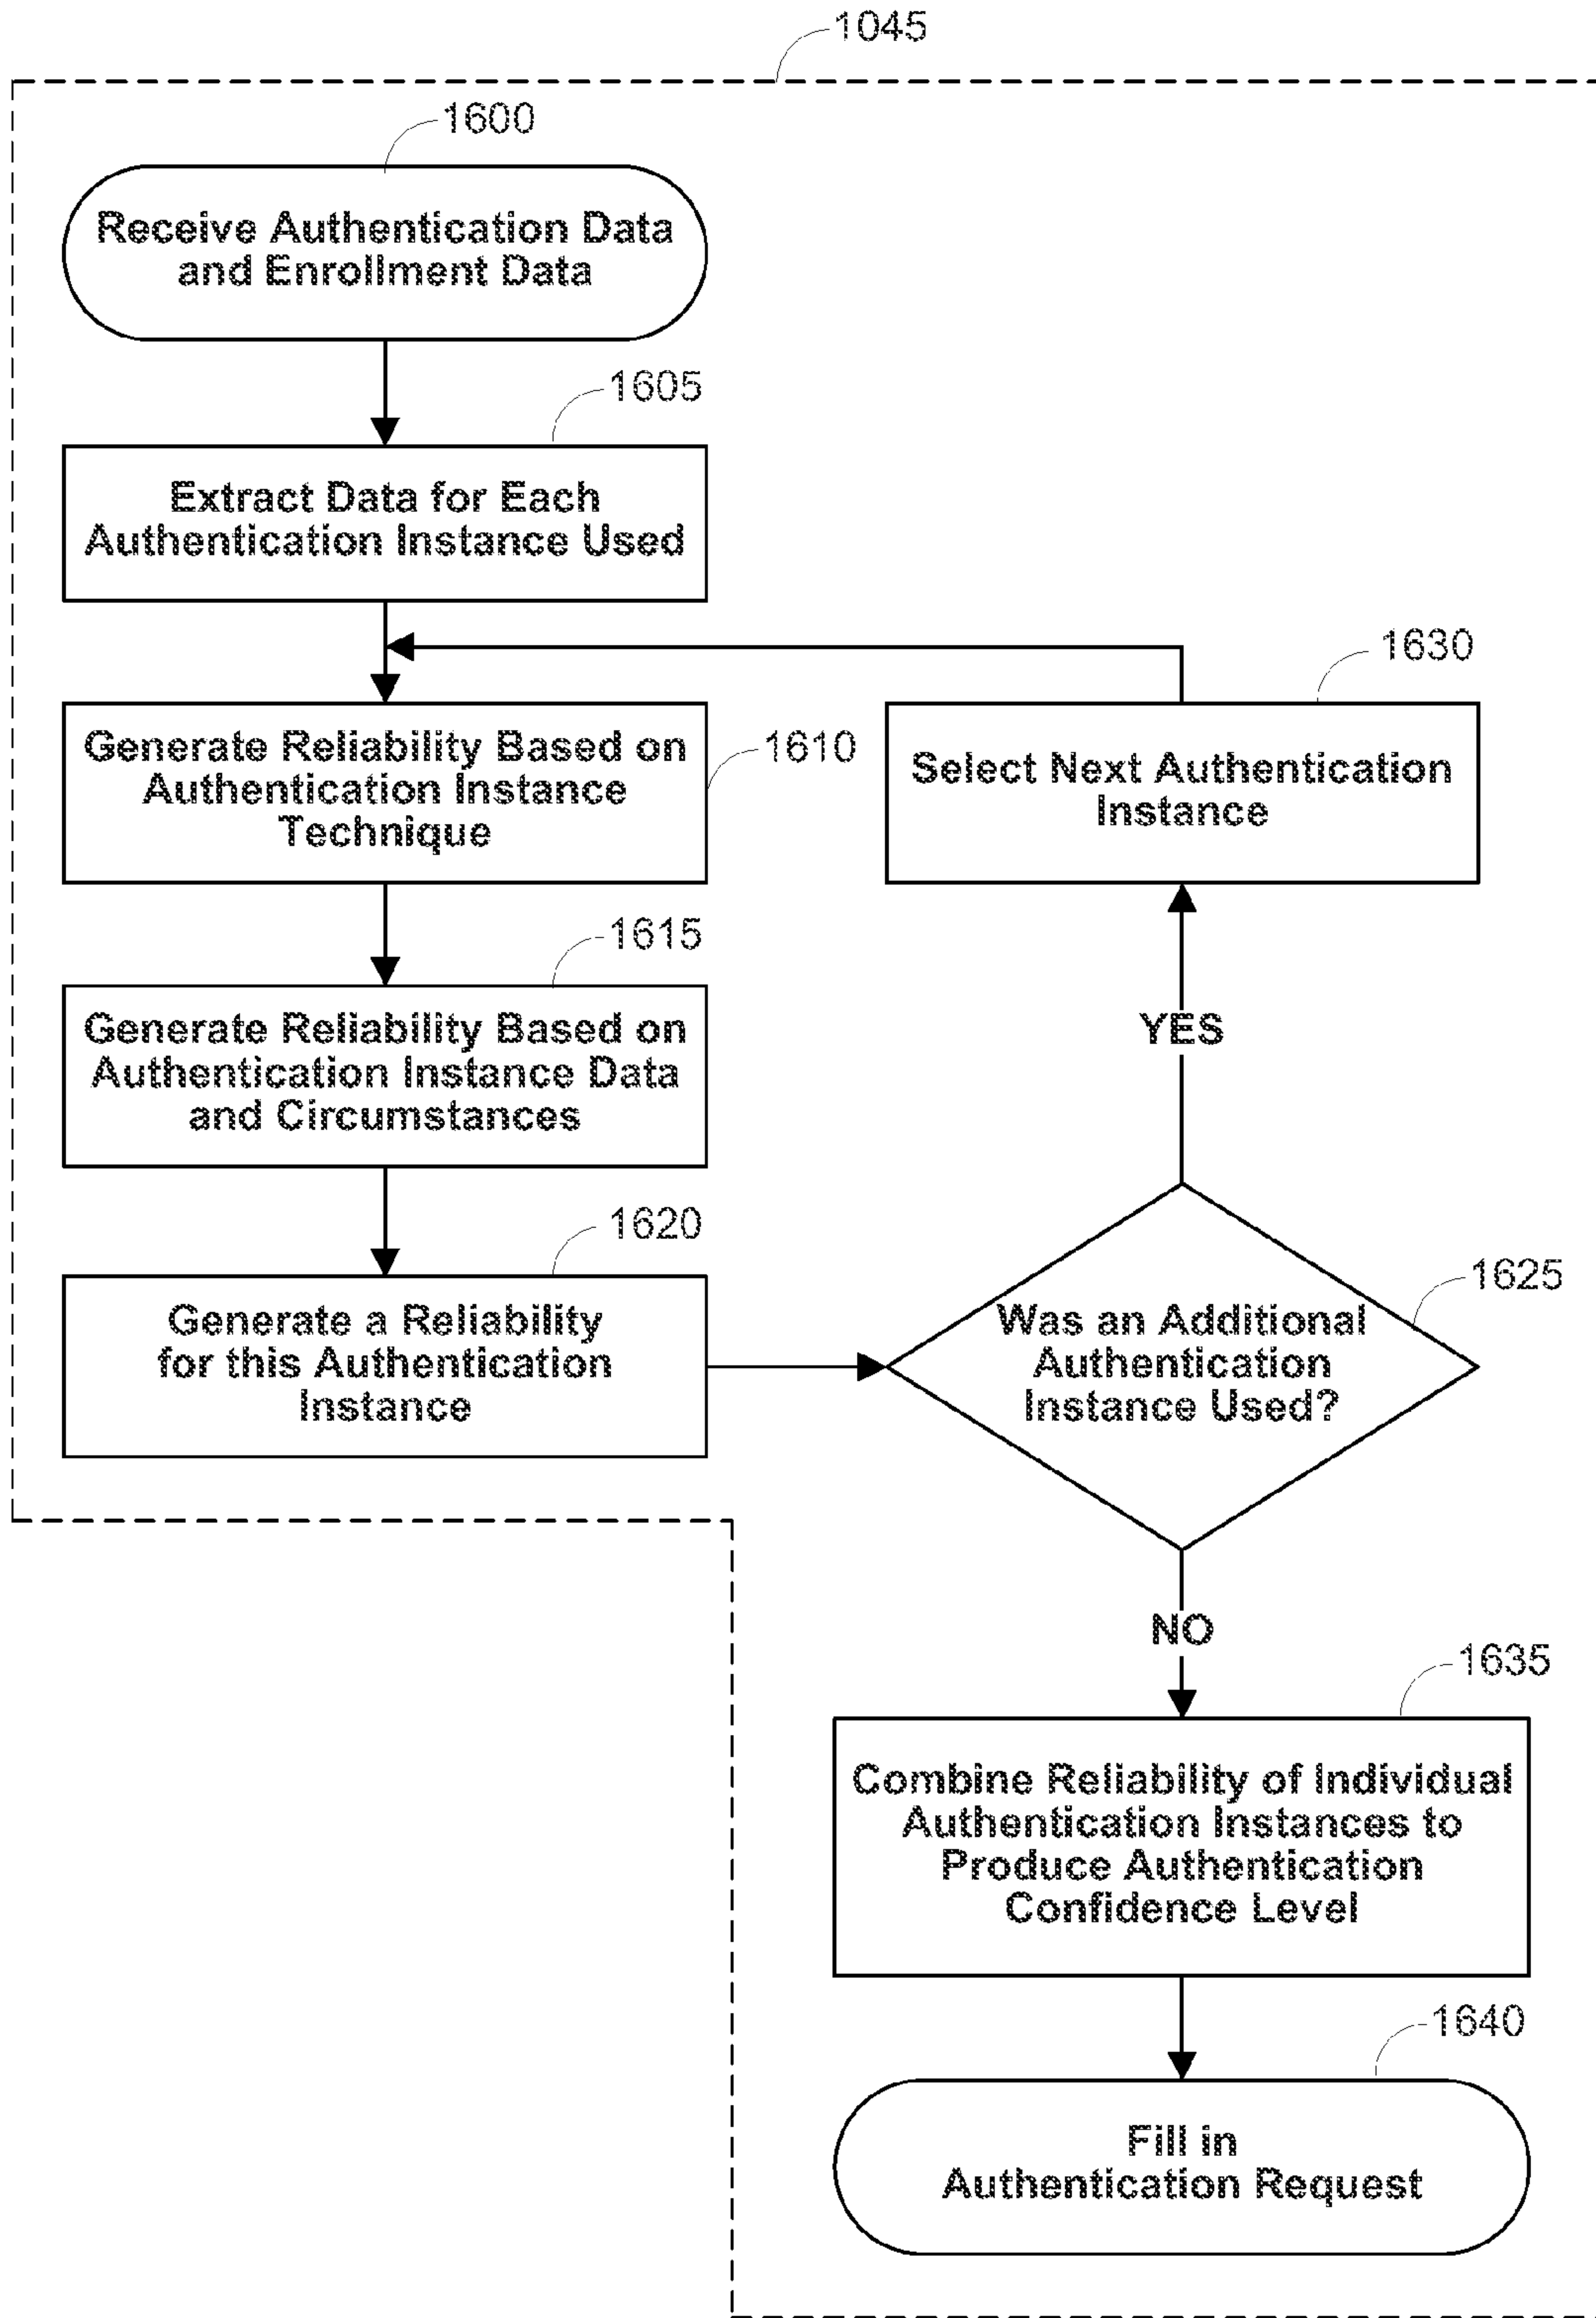 1045
1600
Receive Authentication Data
and Enrollment Data
1605
Extract Data for Each
Authentication Instance Used
1630
Generate Reliability Based on
Authentication Instance
Technique
1610
Select Next Authentication
Instance
1615
Generate Reliability Based on
Authentication Instance Data
and Circumstances
YES
1620
Generate a Reliability
for this Authentication
Instance
1625
Was an Additional
Authentication
Instance Used?
NO
1635
Combine Reliability of Individual
Authentication Instances to
Produce Authentication
Confidence Level
1640
Fill in
Authentication Request